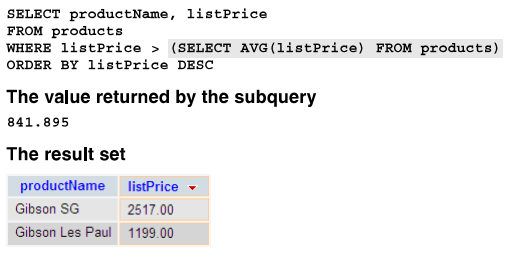 SELECT productName, listPrice
FROM products
WHERE listPrice > (SELECT AVG(listPrice) FROM products)
ORDER BY listPrice DESC
The value returned by the subquery
841.895
The result set
productName listPrice
Gibson SG 2517.00
Gibson Les Paul 1199.00